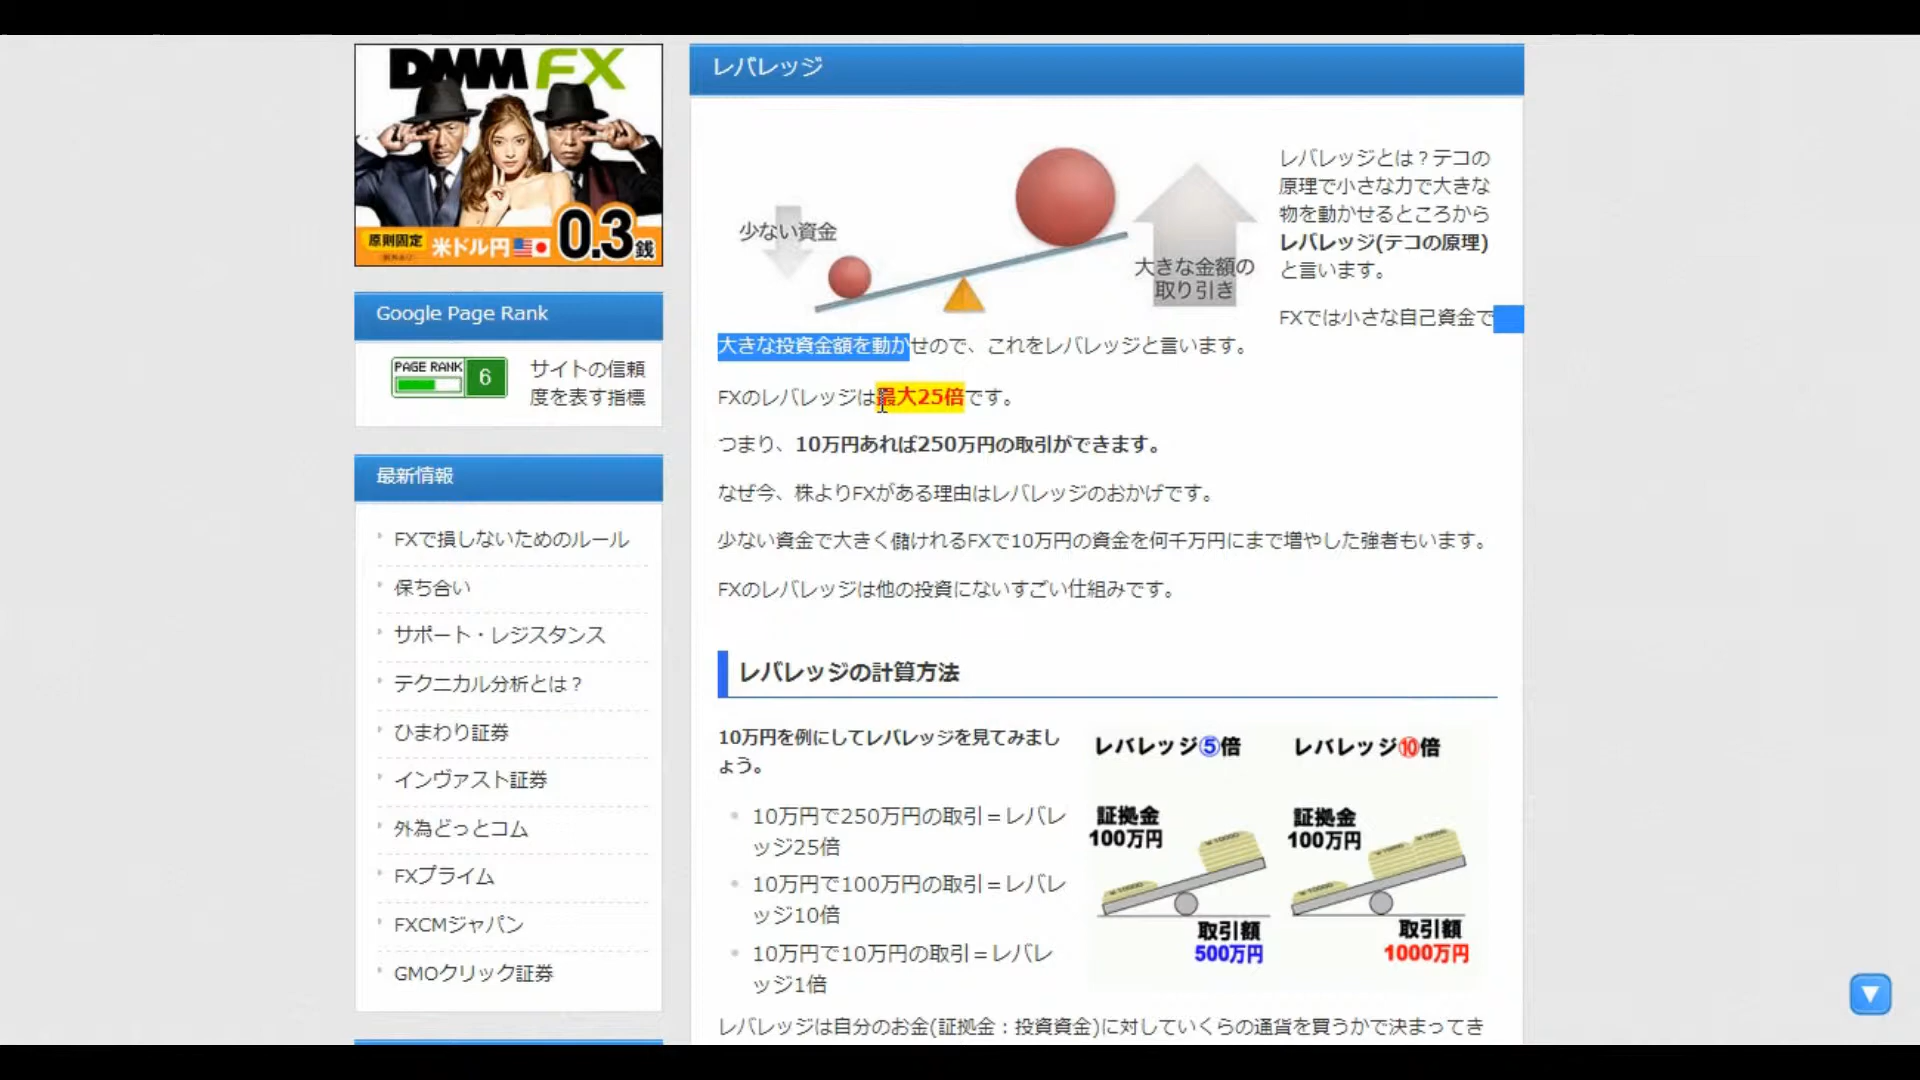 DMM FX
原則固定
米ドル円 0.3銭
Google Page Rank
PAGE RANK 6
サイトの信頼
度を表す指標
最新情報
FXで損しないためのルール
保ち合い
サポート・レジスタンス
テクニカル分析とは？
ひまわり証券
インヴァスト証券
外為どっとコム
FXプライム
FXCMジャパン
GMOクリック証券
レバレッジ
少ない資金
大きな金額の
取り引き
レバレッジとは？テコの
原理で小さな力で大きな
物を動かせるところから
レバレッジ(テコの原理)
と言います。
FXでは小さな自己資金で
大きな投資金額を動かせので、これをレバレッジと言います。
FXのレバレッジは最大25倍です。
つまり、10万円あれば250万円の取引ができます。
なぜ今、株よりFXがある理由はレバレッジのおかげです。
少ない資金で大きく儲けれるFXで10万円の資金を何千万円にまで増やした強者もいます。
FXのレバレッジは他の投資にないすごい仕組みです。
レバレッジの計算方法
10万円を例にしてレバレッジを見てみまし
ょう。
10万円で250万円の取引＝レバレ
ッジ25倍
10万円で100万円の取引＝レバレ
ッジ10倍
10万円で10万円の取引＝レバレ
ッジ1倍
レバレッジ⑤倍
証拠金
100万円
取引額
500万円
レバレッジ⑩倍
証拠金
100万円
取引額
1000万円
レバレッジは自分のお金(証拠金：投資資金)に対していくらの通貨を買うかで決まってき